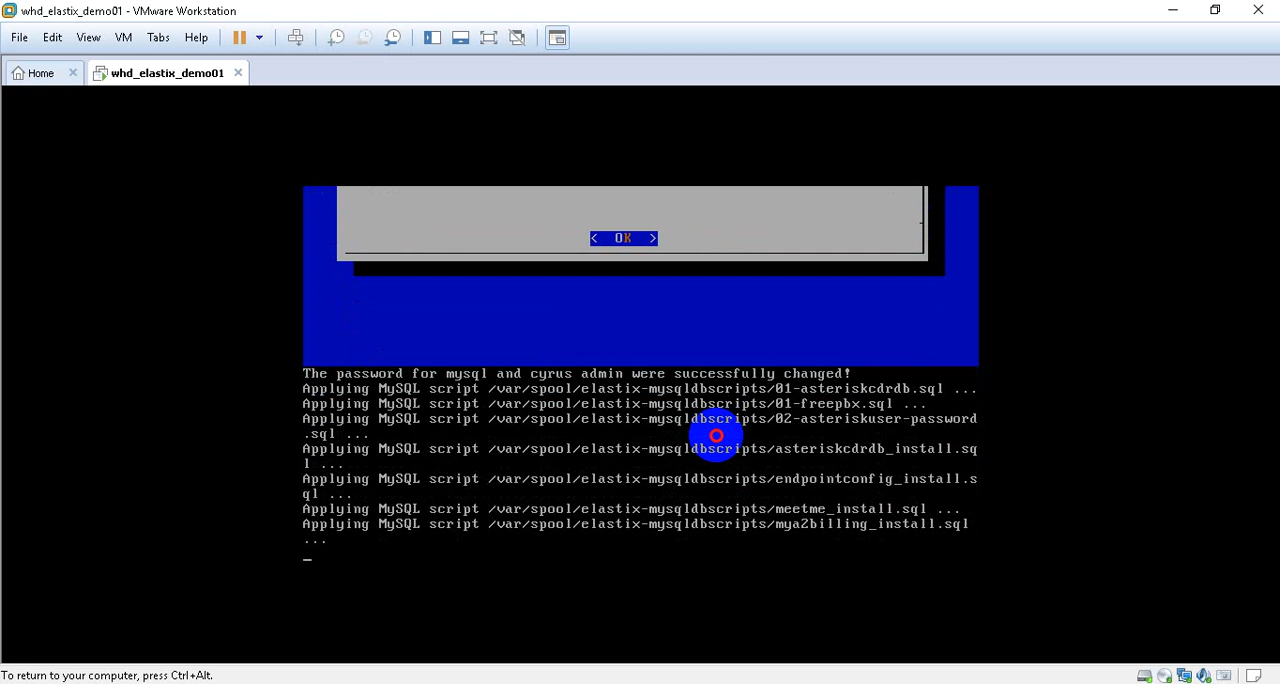 whd_elastix_demo01 - VMware Workstation
File Edit View VM Tabs Help
Home whd_elastix_demo01
< OK >
The password for mysql and cyrus admin were successfully changed!
Applying MySQL script /var/spool/elastix-mysqldbscripts/01-asteriskcdrdb.sql ...
Applying MySQL script /var/spool/elastix-mysqldbscripts/01-freepbx.sql ...
Applying MySQL script /var/spool/elastix-mysqldbscripts/02-asteriskuser-password
.sql ...
Applying MySQL script /var/spool/elastix-mysqldbscripts/asteriskcdrdb_install.sq
l ...
Applying MySQL script /var/spool/elastix-mysqldbscripts/endpointconfig_install.s
ql ...
Applying MySQL script /var/spool/elastix-mysqldbscripts/meetme_install.sql ...
Applying MySQL script /var/spool/elastix-mysqldbscripts/mya2billing_install.sql
...
_
To return to your computer, press Ctrl+Alt.